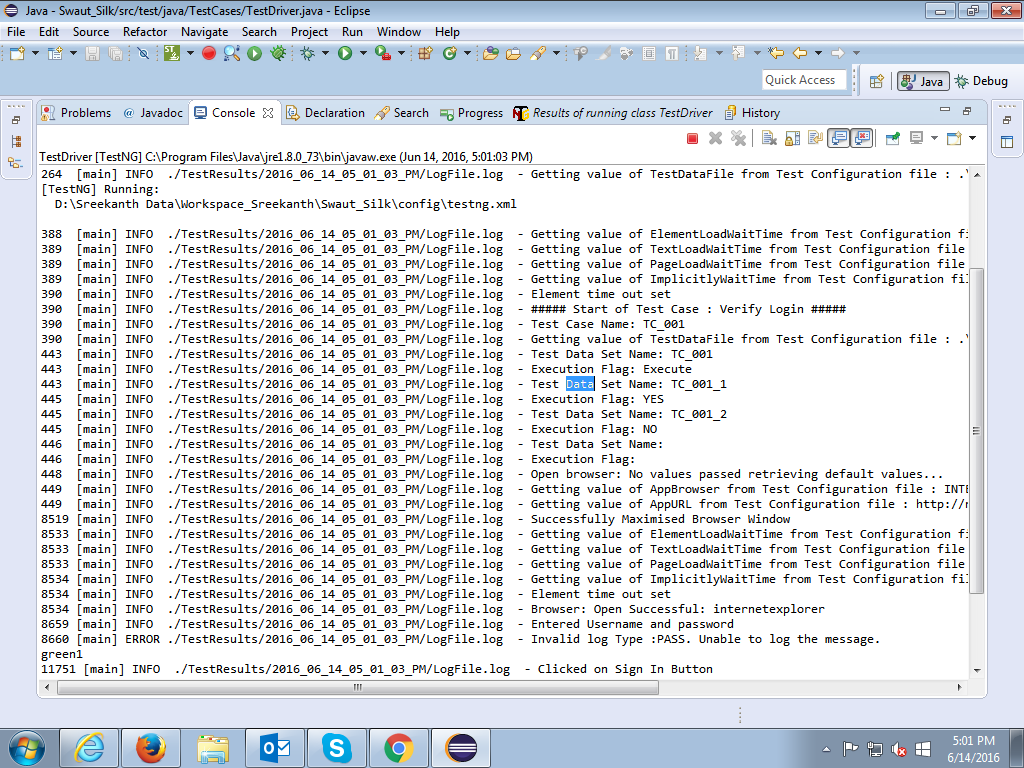 Java - Swaut_Silk/src/test/java/TestCases/TestDriver.java - Eclipse
File Edit Source Refactor Navigate Search Project Run Window Help
Quick Access Java Debug
Problems @ Javadoc Console Declaration Search Progress Results of running class TestDriver History
TestDriver [TestNG] C:\Program Files\Java\jre1.8.0_73\bin\javaw.exe (Jun 14, 2016, 5:01:03 PM)
264 [main] INFO ./TestResults/2016_06_14_05_01_03_PM/LogFile.log - Getting value of TestDataFile from Test Configuration file : .\
[TestNG] Running:
D:\Sreekanth Data\Workspace_Sreekanth\Swaut_Silk\config\testng.xml
388 [main] INFO ./TestResults/2016_06_14_05_01_03_PM/LogFile.log - Getting value of ElementLoadWaitTime from Test Configuration fi
389 [main] INFO ./TestResults/2016_06_14_05_01_03_PM/LogFile.log - Getting value of TextLoadWaitTime from Test Configuration file
389 [main] INFO ./TestResults/2016_06_14_05_01_03_PM/LogFile.log - Getting value of PageLoadWaitTime from Test Configuration file
389 [main] INFO ./TestResults/2016_06_14_05_01_03_PM/LogFile.log - Getting value of ImplicitlyWaitTime from Test Configuration fil
390 [main] INFO ./TestResults/2016_06_14_05_01_03_PM/LogFile.log - Element time out set
390 [main] INFO ./TestResults/2016_06_14_05_01_03_PM/LogFile.log - ##### Start of Test Case : Verify Login #####
390 [main] INFO ./TestResults/2016_06_14_05_01_03_PM/LogFile.log - Test Case Name: TC_001
390 [main] INFO ./TestResults/2016_06_14_05_01_03_PM/LogFile.log - Getting value of TestDataFile from Test Configuration file : .\
443 [main] INFO ./TestResults/2016_06_14_05_01_03_PM/LogFile.log - Test Data Set Name: TC_001
443 [main] INFO ./TestResults/2016_06_14_05_01_03_PM/LogFile.log - Execution Flag: Execute
443 [main] INFO ./TestResults/2016_06_14_05_01_03_PM/LogFile.log - Test Data Set Name: TC_001_1
445 [main] INFO ./TestResults/2016_06_14_05_01_03_PM/LogFile.log - Execution Flag: YES
445 [main] INFO ./TestResults/2016_06_14_05_01_03_PM/LogFile.log - Test Data Set Name: TC_001_2
445 [main] INFO ./TestResults/2016_06_14_05_01_03_PM/LogFile.log - Execution Flag: NO
446 [main] INFO ./TestResults/2016_06_14_05_01_03_PM/LogFile.log - Test Data Set Name:
446 [main] INFO ./TestResults/2016_06_14_05_01_03_PM/LogFile.log - Execution Flag:
448 [main] INFO ./TestResults/2016_06_14_05_01_03_PM/LogFile.log - Open browser: No values passed retrieving default values...
449 [main] INFO ./TestResults/2016_06_14_05_01_03_PM/LogFile.log - Getting value of AppBrowser from Test Configuration file : INTE
449 [main] INFO ./TestResults/2016_06_14_05_01_03_PM/LogFile.log - Getting value of AppURL from Test Configuration file : http://
8519 [main] INFO ./TestResults/2016_06_14_05_01_03_PM/LogFile.log - Successfully Maximised Browser Window
8533 [main] INFO ./TestResults/2016_06_14_05_01_03_PM/LogFile.log - Getting value of ElementLoadWaitTime from Test Configuration fi
8533 [main] INFO ./TestResults/2016_06_14_05_01_03_PM/LogFile.log - Getting value of TextLoadWaitTime from Test Configuration file
8533 [main] INFO ./TestResults/2016_06_14_05_01_03_PM/LogFile.log - Getting value of PageLoadWaitTime from Test Configuration file
8534 [main] INFO ./TestResults/2016_06_14_05_01_03_PM/LogFile.log - Getting value of ImplicitlyWaitTime from Test Configuration fil
8534 [main] INFO ./TestResults/2016_06_14_05_01_03_PM/LogFile.log - Element time out set
8534 [main] INFO ./TestResults/2016_06_14_05_01_03_PM/LogFile.log - Browser: Open Successful: internetexplorer
8659 [main] INFO ./TestResults/2016_06_14_05_01_03_PM/LogFile.log - Entered Username and password
8660 [main] ERROR ./TestResults/2016_06_14_05_01_03_PM/LogFile.log - Invalid log Type :PASS. Unable to log the message.
green1
11751 [main] INFO ./TestResults/2016_06_14_05_01_03_PM/LogFile.log - Clicked on Sign In Button
5:01 PM
6/14/2016